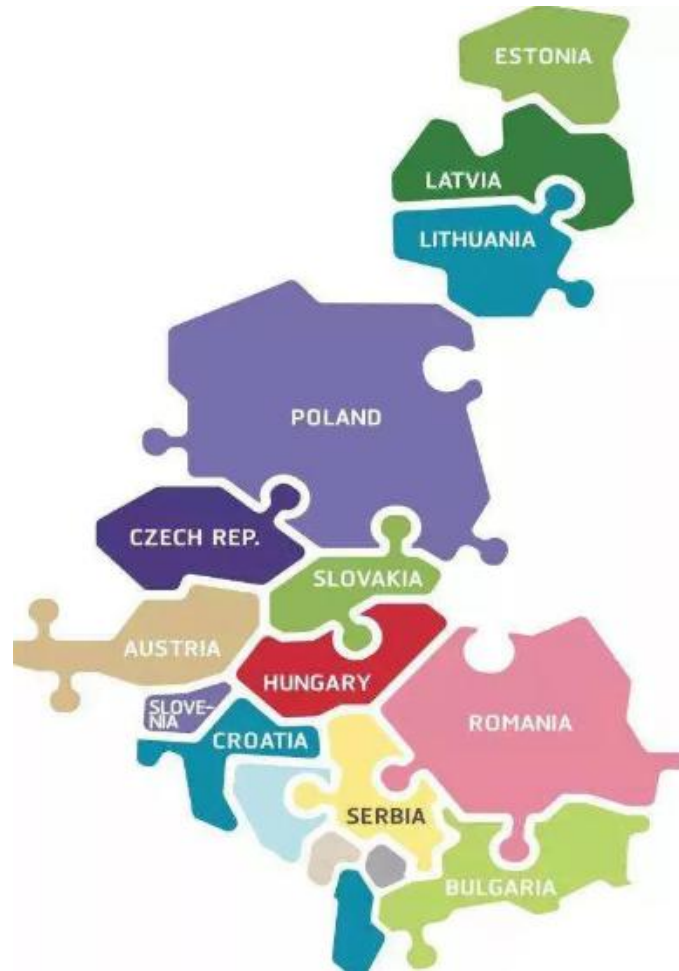 ESTONIA
LATVIA
LITHUANIA
POLAND
CZECH REP.
SLOVAKIA
AUSTRIA
HUNGARY
SLOVE-
NIA
CROATIA
ROMANIA
SERBIA
BULGARIA